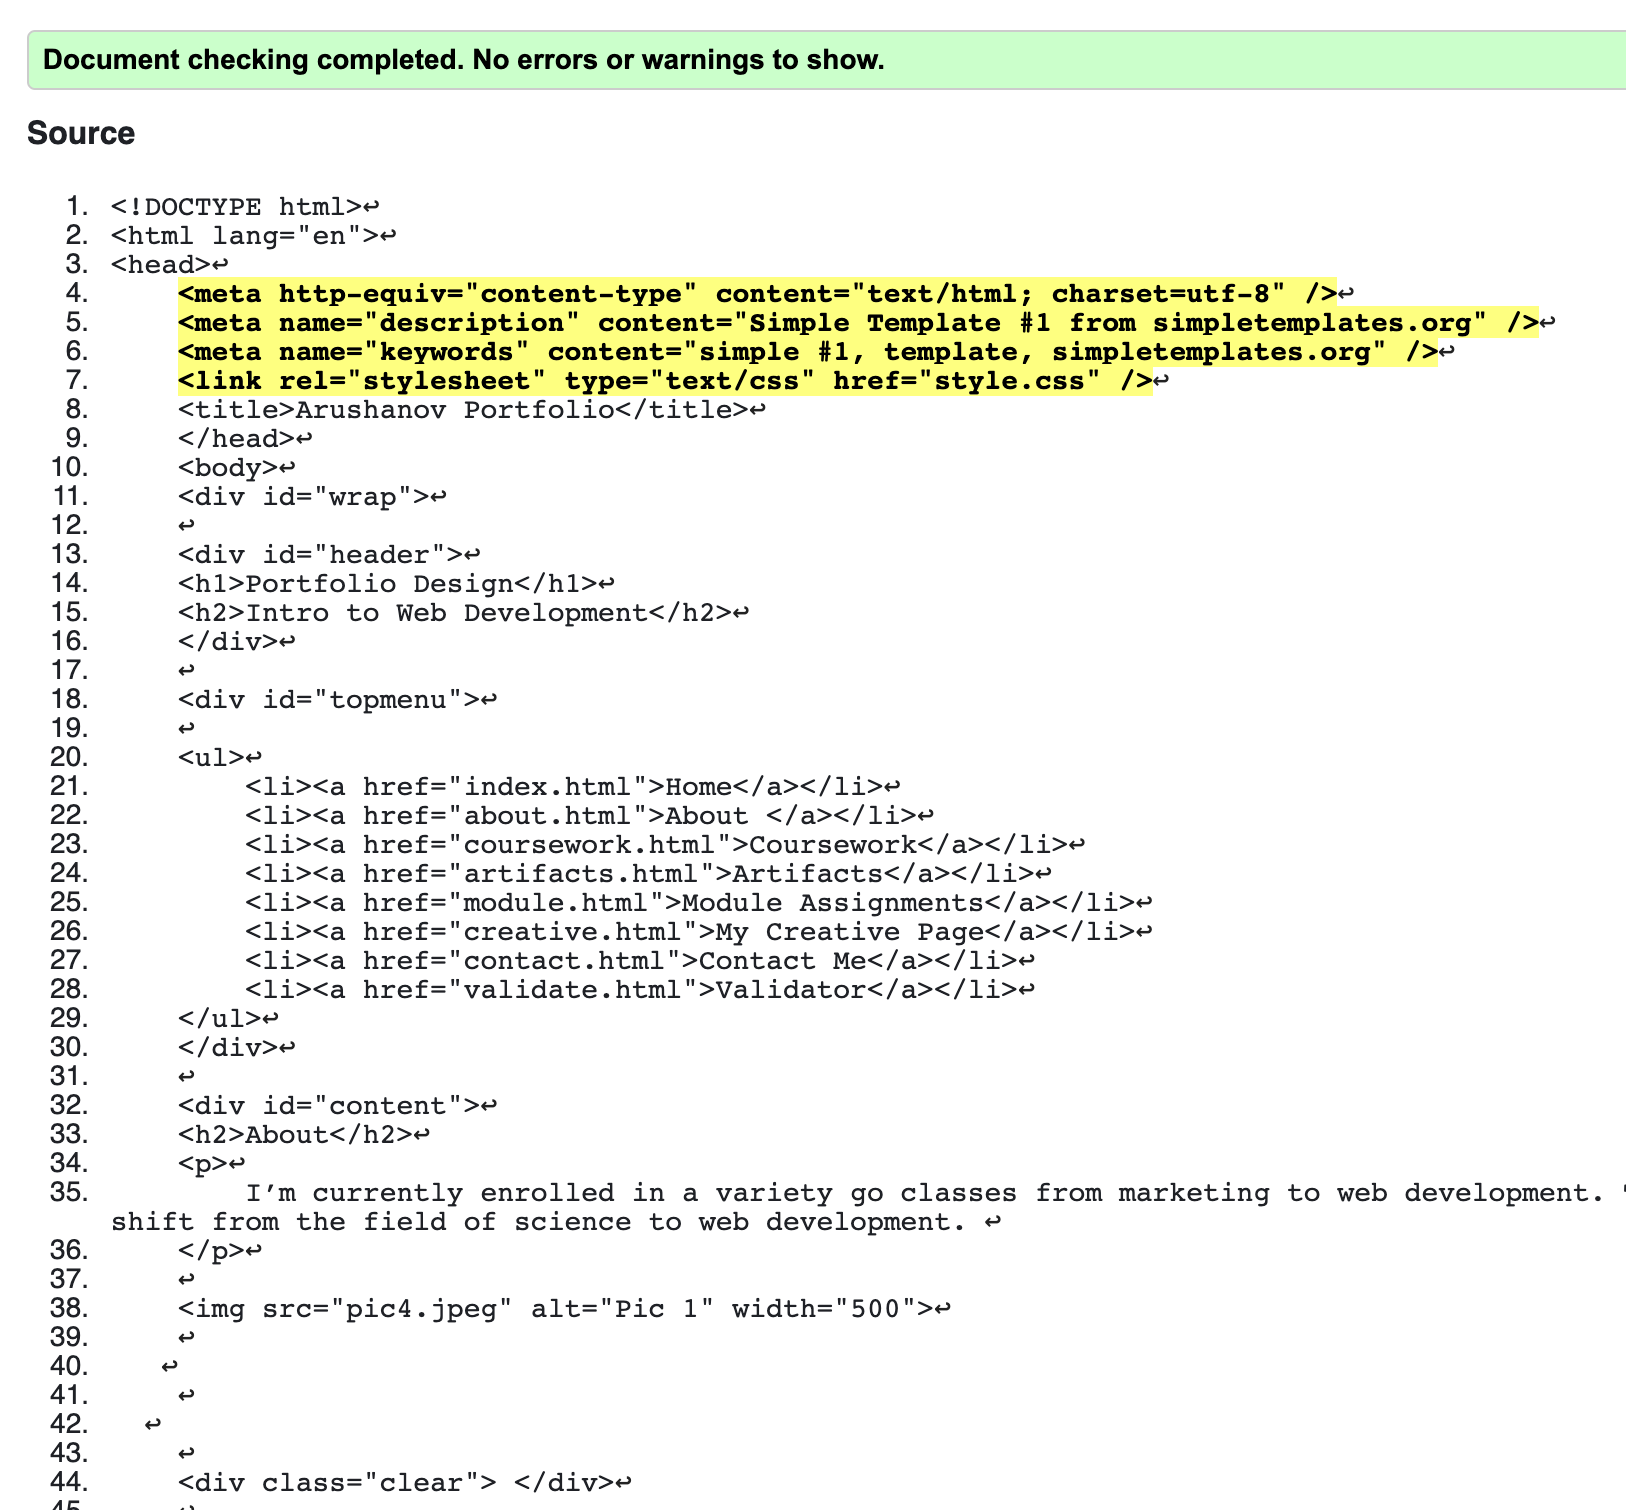 Document checking completed. No errors or warnings to show.
Source
1. <!DOCTYPE html>↩
2. <html lang="en">↩
3. <head>↩
4. <meta http-equiv="content-type" content="text/html; charset=utf-8" />↩
5. <meta name="description" content="Simple Template #1 from simpletemplates.org" />↩
6. <meta name="keywords" content="simple #1, template, simpletemplates.org" />↩
7. <link rel="stylesheet" type="text/css" href="style.css" />↩
8. <title>Arushanov Portfolio</title>↩
9. </head>↩
10. <body>↩
11. <div id="wrap">↩
12. ↩
13. <div id="header">↩
14. <h1>Portfolio Design</h1>↩
15. <h2>Intro to Web Development</h2>↩
16. </div>↩
17. ↩
18. <div id="topmenu">↩
19. ↩
20. <ul>↩
21. <li><a href="index.html">Home</a></li>↩
22. <li><a href="about.html">About </a></li>↩
23. <li><a href="coursework.html">Coursework</a></li>↩
24. <li><a href="artifacts.html">Artifacts</a></li>↩
25. <li><a href="module.html">Module Assignments</a></li>↩
26. <li><a href="creative.html">My Creative Page</a></li>↩
27. <li><a href="contact.html">Contact Me</a></li>↩
28. <li><a href="validate.html">Validator</a></li>↩
29. </ul>↩
30. </div>↩
31. ↩
32. <div id="content">↩
33. <h2>About</h2>↩
34. <p>↩
35. I’m currently enrolled in a variety go classes from marketing to web development.
shift from the field of science to web development. ↩
36. </p>↩
37. ↩
38. <img src="pic4.jpeg" alt="Pic 1" width="500">↩
39. ↩
40. ↩
41. ↩
42. ↩
43. ↩
44. <div class="clear"> </div>↩
45. ↩